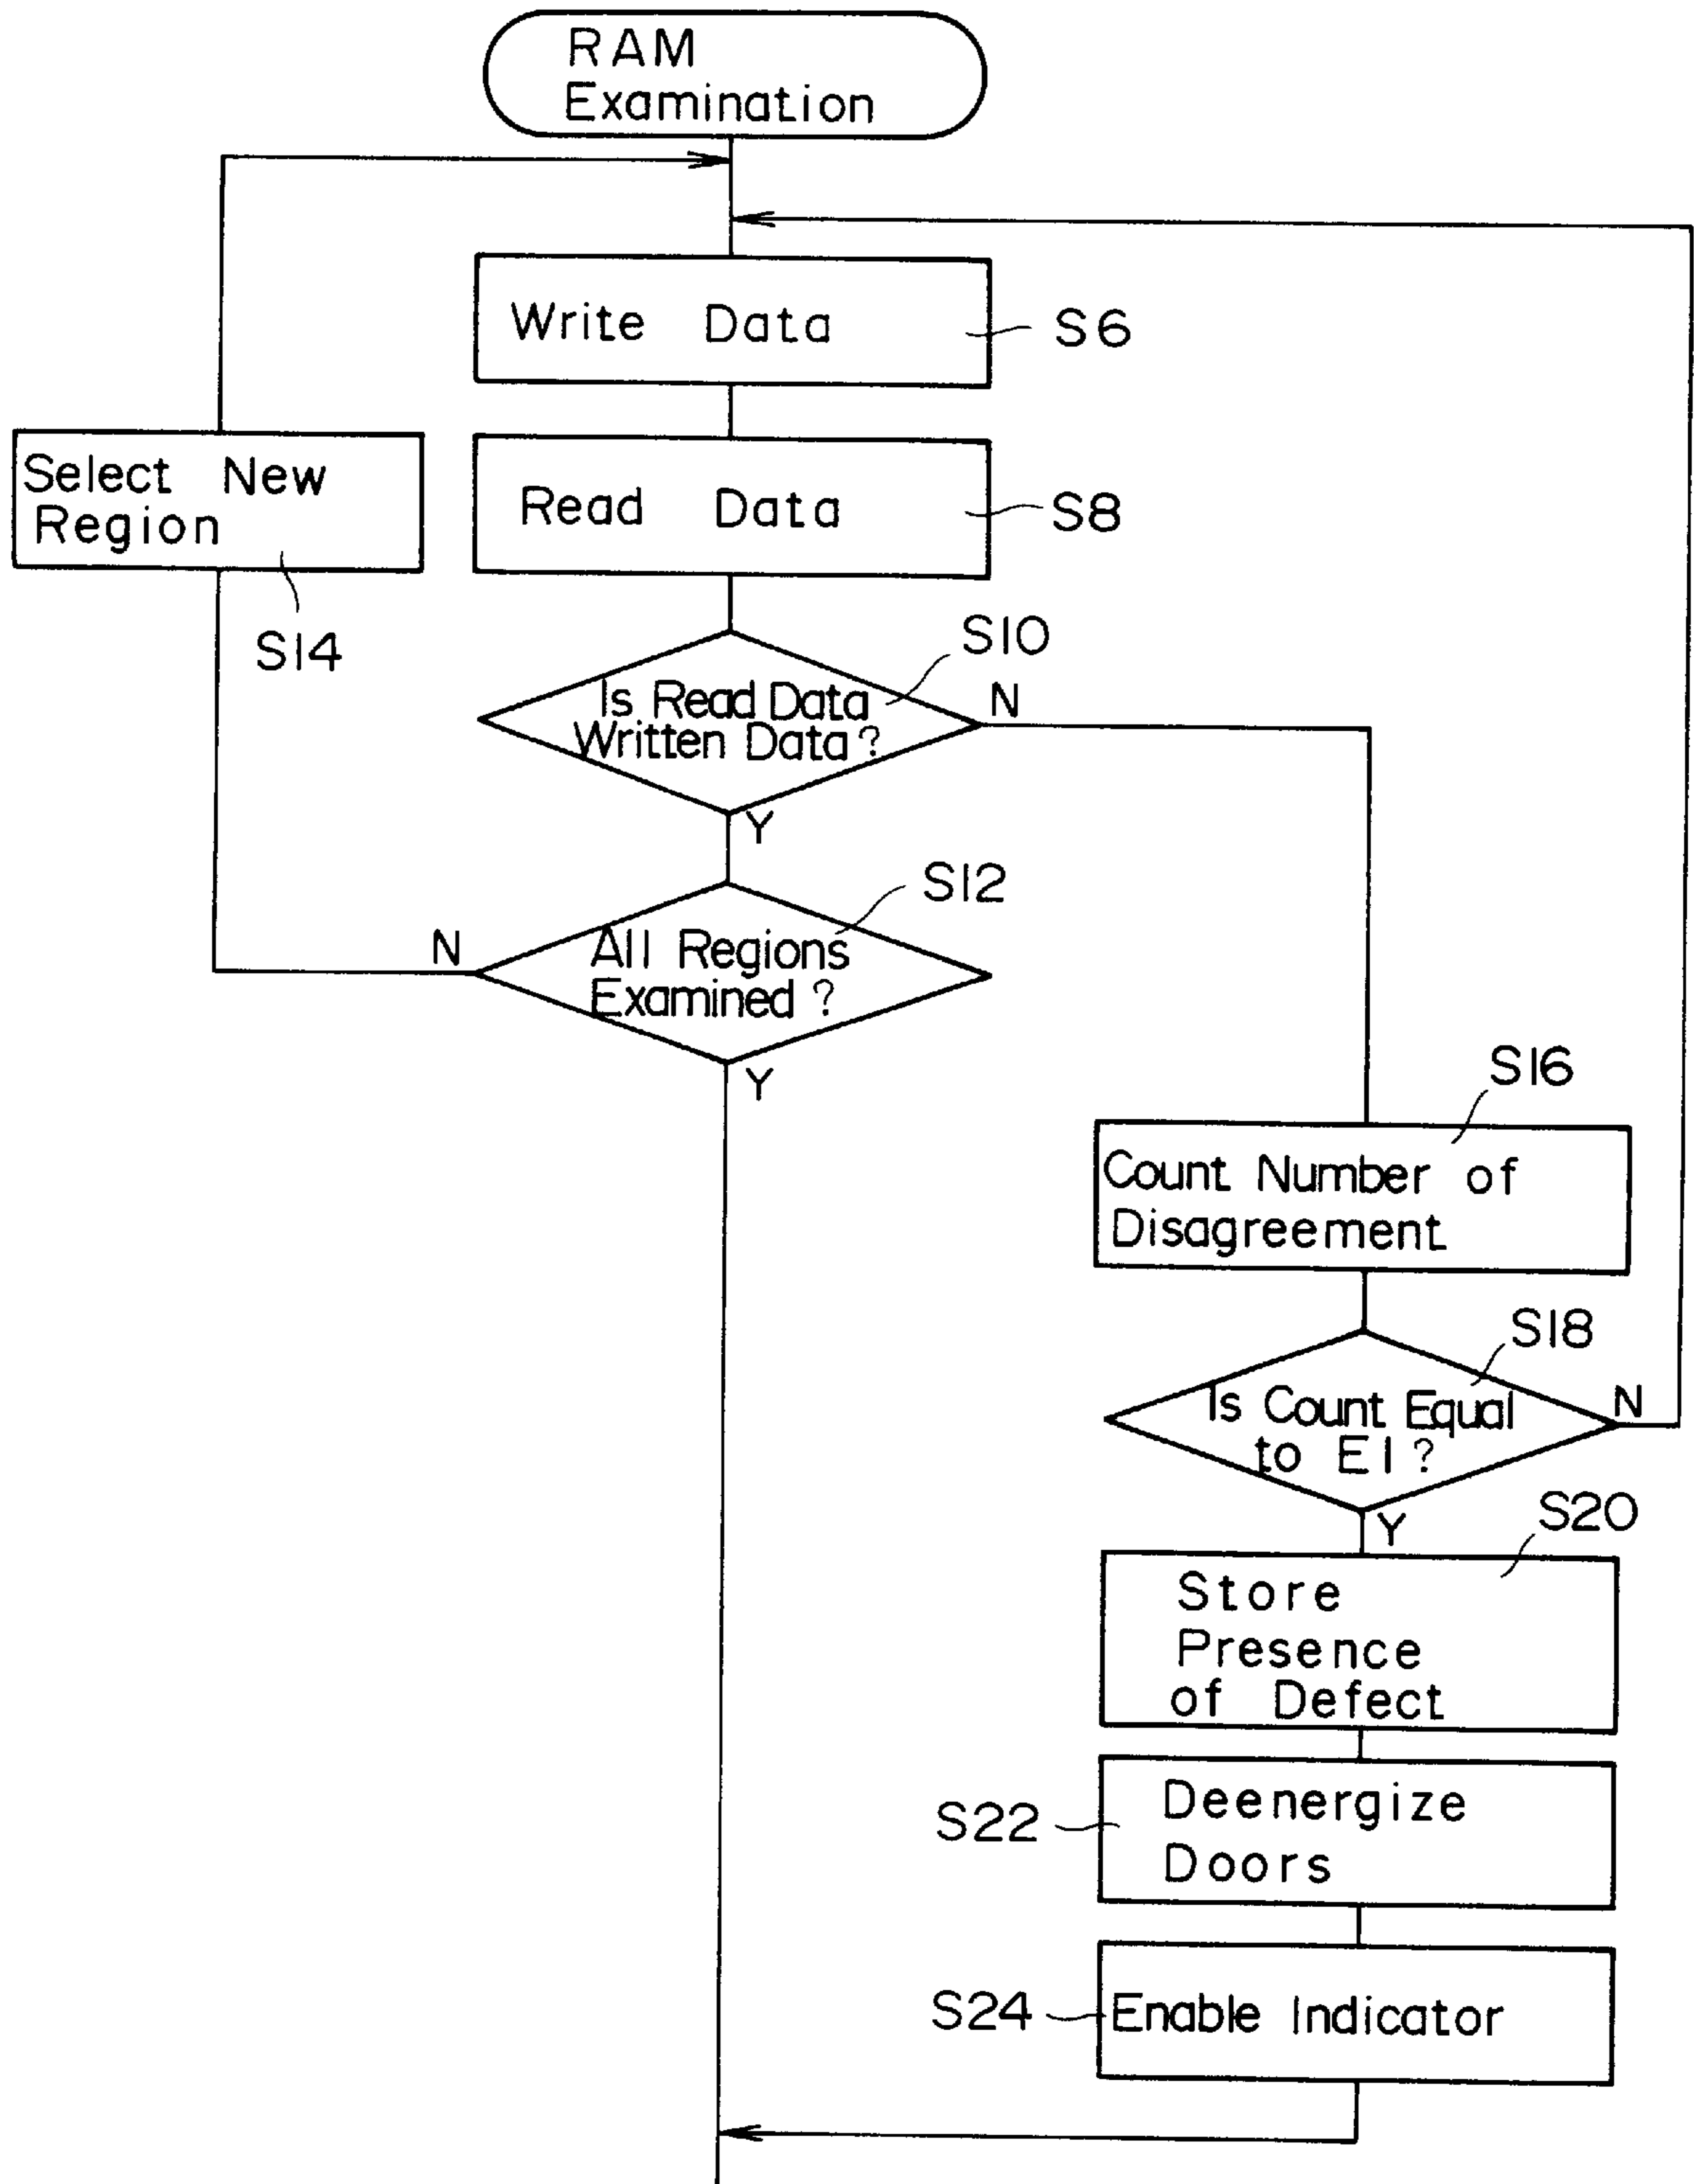 RAM
Examination
Write Data
S6
Select New
Region
S14
Read Data
S8
S10
Is Read Data
Written Data?
N
Y
S12
N
All Regions
Examined?
Y
S16
Count Number of
Disagreement
S18
Is Count Equal
to E1?
N
Y
S20
Store
Presence
of Defect
S22
Deenergize
Doors
S24
Enable Indicator